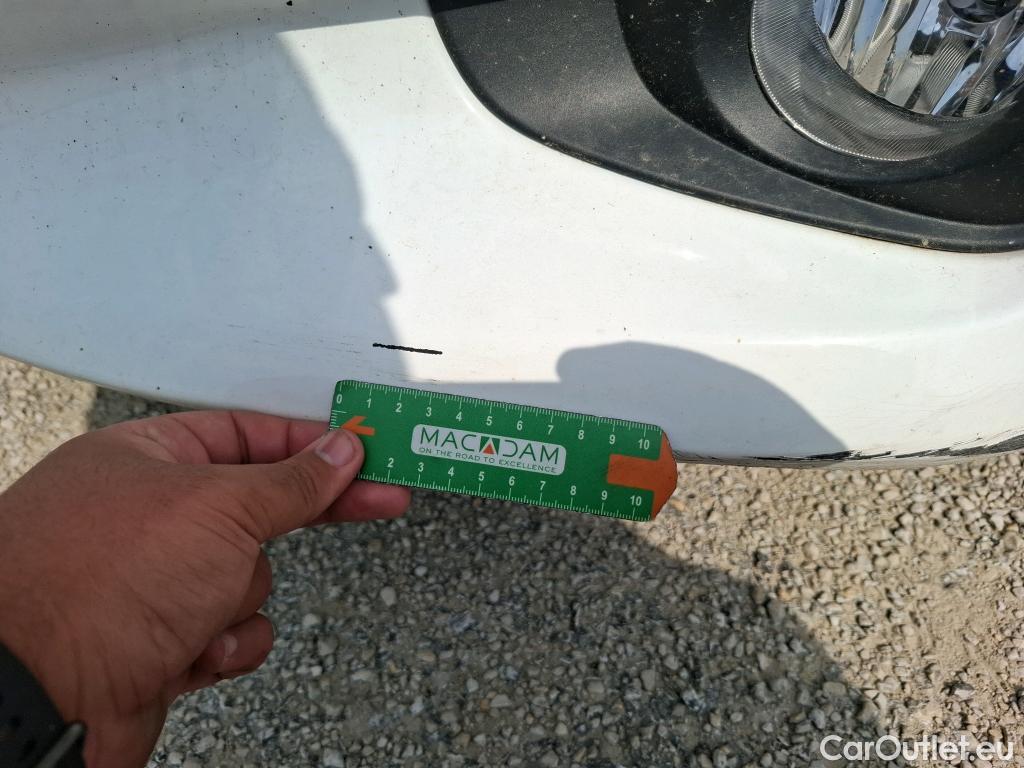 0 1 2 3 4 5 6 7 8 9 10
MACADAM
ON THE ROAD TO EXCELLENCE
2 3 4 5 6 7 8 9 10
CarOutlet.eu